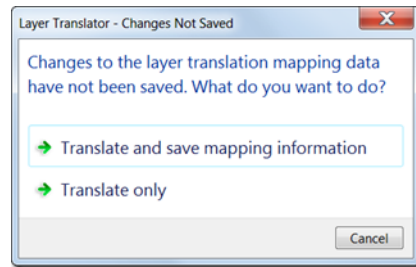 Layer Translator - Changes Not Saved
Changes to the layer translation mapping data
have not been saved. What do you want to do?
Translate and save mapping information
Translate only
Cancel